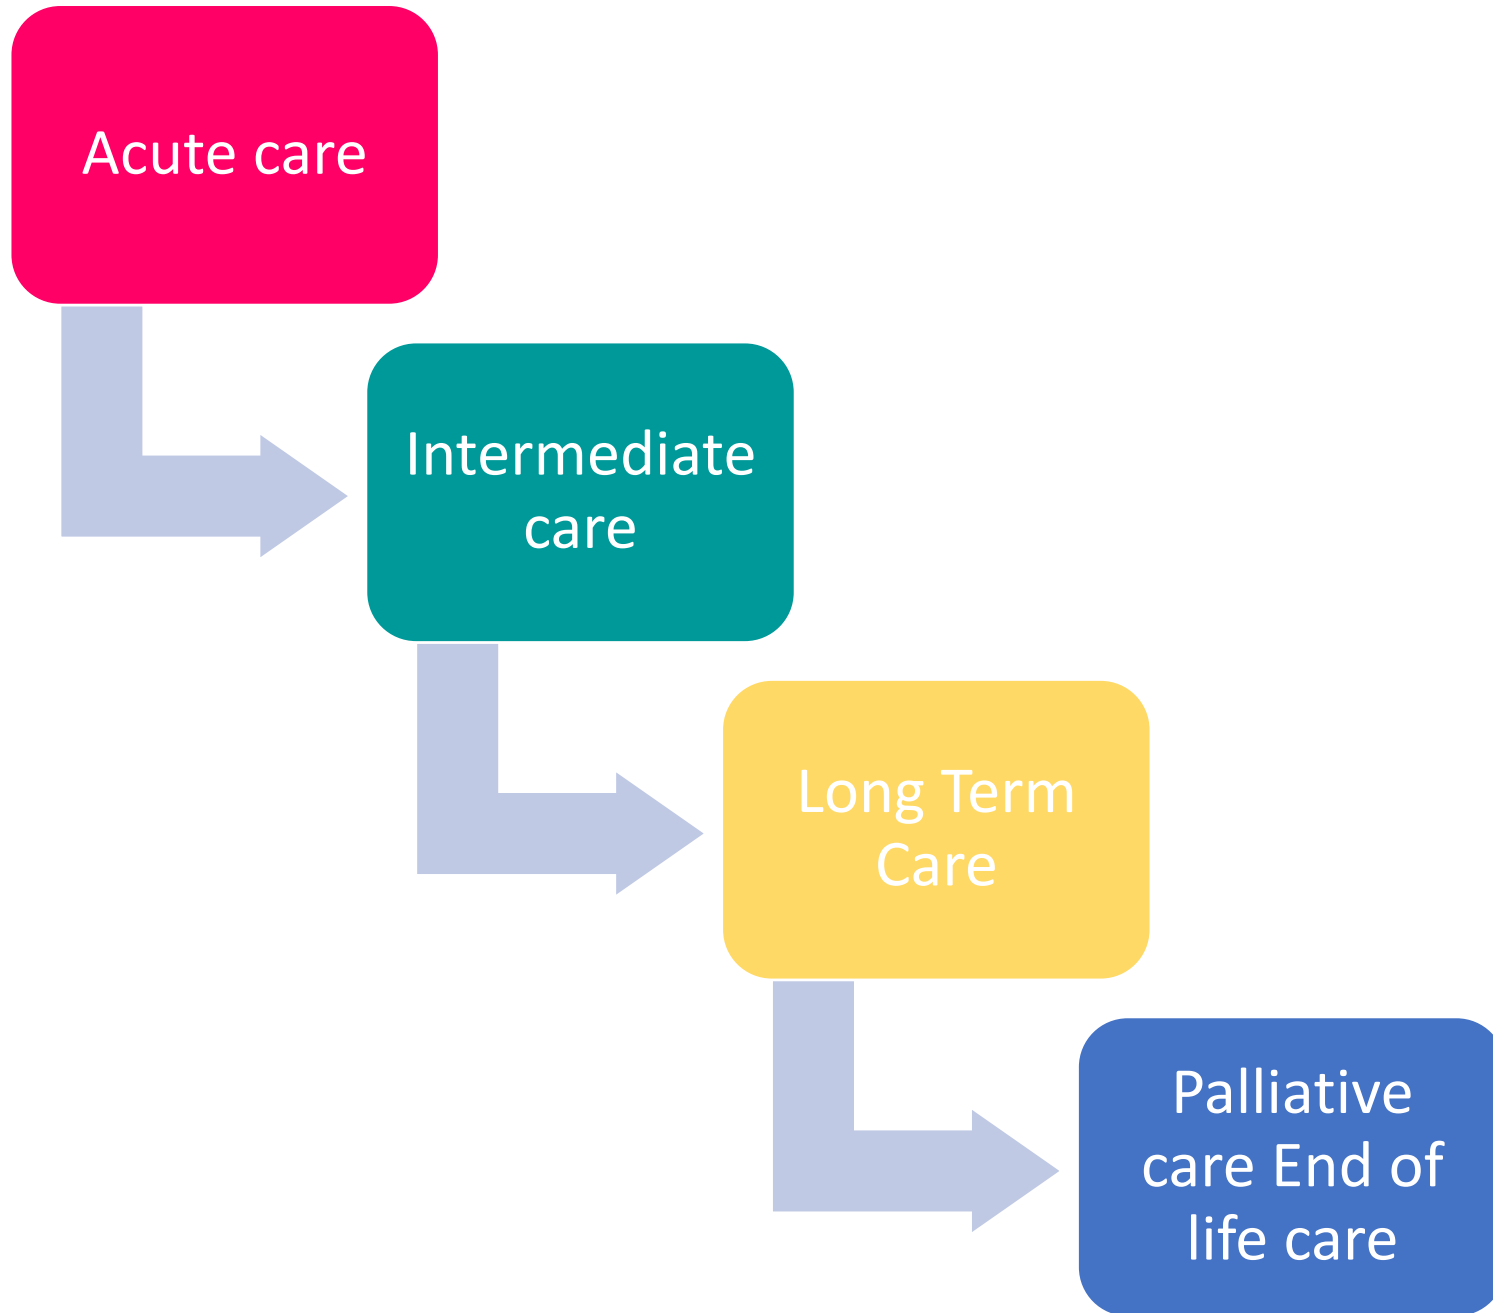 Acute care
Intermediate
care
Long Term
Care
Palliative
care End of
life care